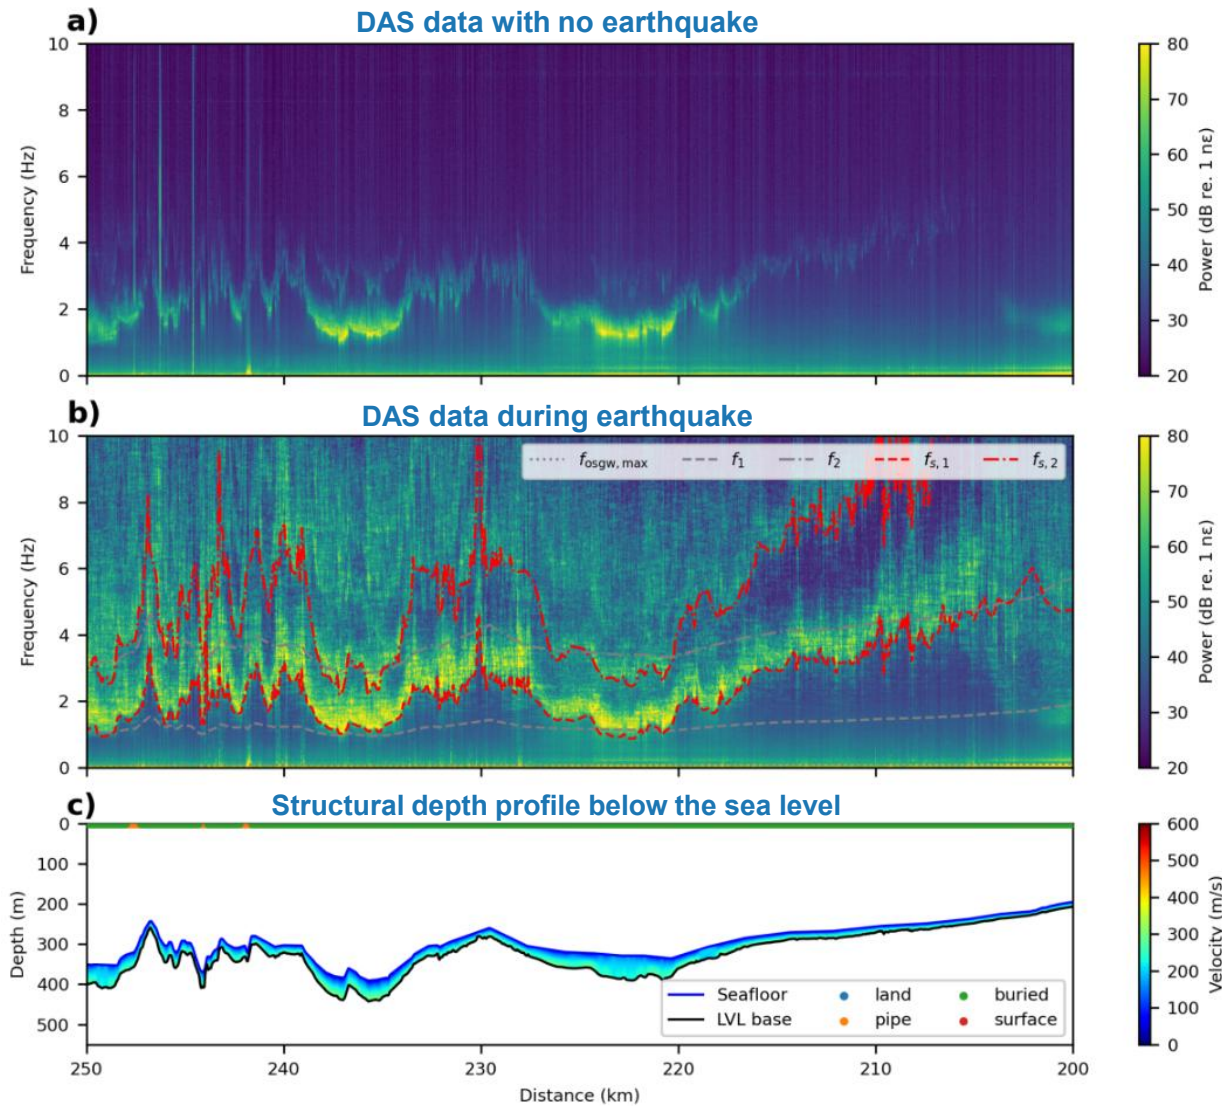 a) DAS data with no earthquake
10
8
6
4
2
0
Frequency (Hz)
80
70
60
50
40
30
20
Power (dB re. 1 nε)
b) DAS data during earthquake
10
8
6
4
2
0
Frequency (Hz)
f_osgw,max f_1 f_2 f_s,1 f_s,2
80
70
60
50
40
30
20
Power (dB re. 1 nε)
c) Structural depth profile below the sea level
0
100
200
300
400
500
Depth (m)
Seafloor land buried
LVL base pipe surface
250 240 230 220 210 200
Distance (km)
600
500
400
300
200
100
0
Velocity (m/s)